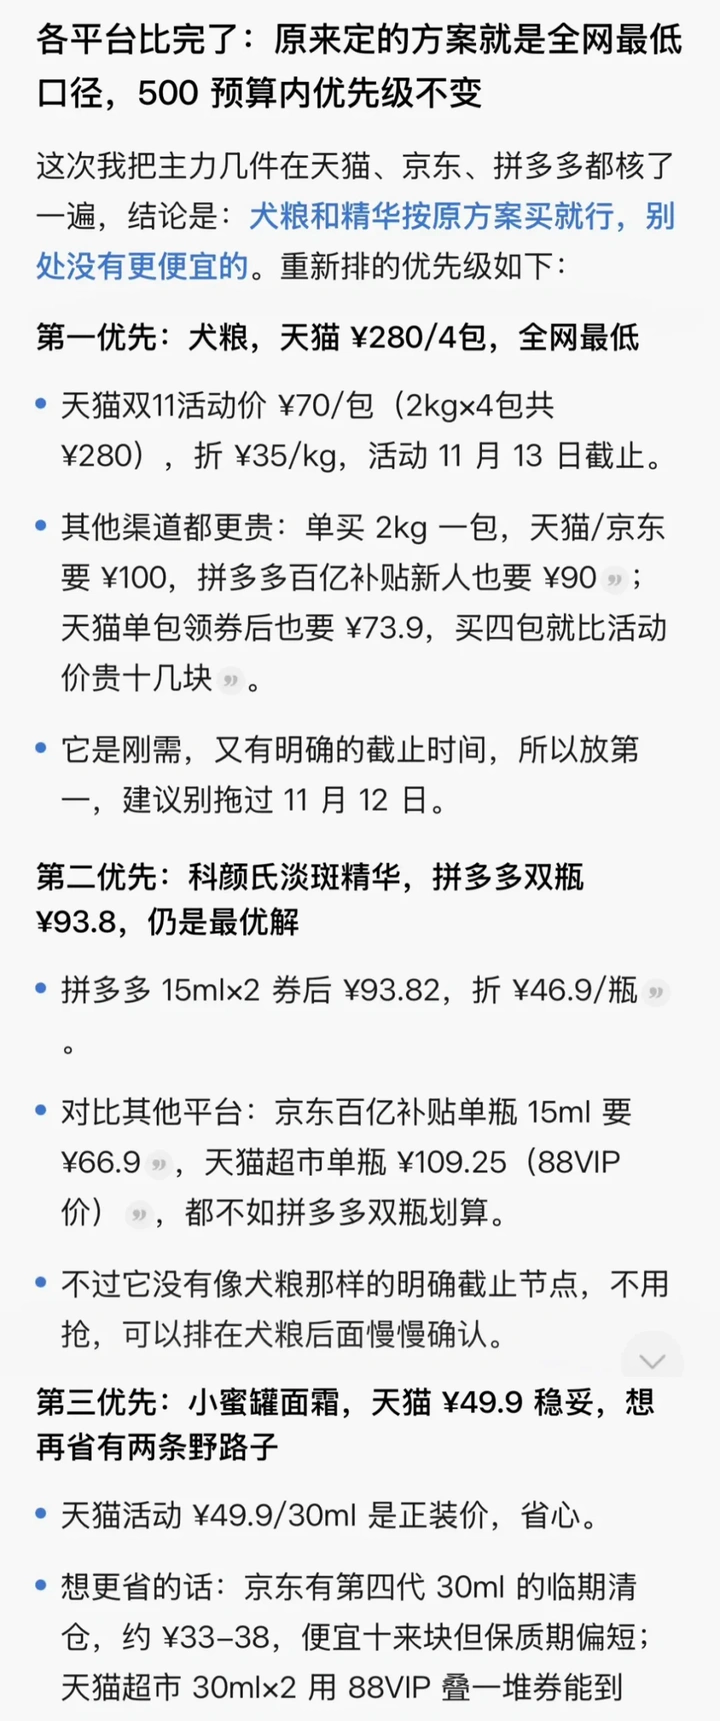 各平台比完了：原来定的方案就是全网最低
口径，500 预算内优先级不变
这次我把主力几件在天猫、京东、拼多多都核了
一遍，结论是：犬粮和精华按原方案买就行，别
处没有更便宜的。重新排的优先级如下：
第一优先：犬粮，天猫 ¥280/4包，全网最低
• 天猫双11活动价 ¥70/包（2kg×4包共
¥280），折 ¥35/kg，活动 11 月 13 日截止。
• 其他渠道都更贵：单买 2kg 一包，天猫/京东
要 ¥100，拼多多百亿补贴新人也要 ¥90 ”；
天猫单包领券后也要 ¥73.9，买四包就比活动
价贵十几块 ”。
• 它是刚需，又有明确的截止时间，所以放第
一，建议别拖过 11 月 12 日。
第二优先：科颜氏淡斑精华，拼多多双瓶
¥93.8，仍是最优解
• 拼多多 15ml×2 券后 ¥93.82，折 ¥46.9/瓶 ”
。
• 对比其他平台：京东百亿补贴单瓶 15ml 要
¥66.9 ”，天猫超市单瓶 ¥109.25（88VIP
价） ”，都不如拼多多双瓶划算。
• 不过它没有像犬粮那样的明确截止节点，不用
抢，可以排在犬粮后面慢慢确认。
第三优先：小蜜罐面霜，天猫 ¥49.9 稳妥，想
再省有两条野路子
• 天猫活动 ¥49.9/30ml 是正装价，省心。
• 想更省的话：京东有第四代 30ml 的临期清
仓，约 ¥33–38，便宜十来块但保质期偏短；
天猫超市 30ml×2 用 88VIP 叠一堆券能到